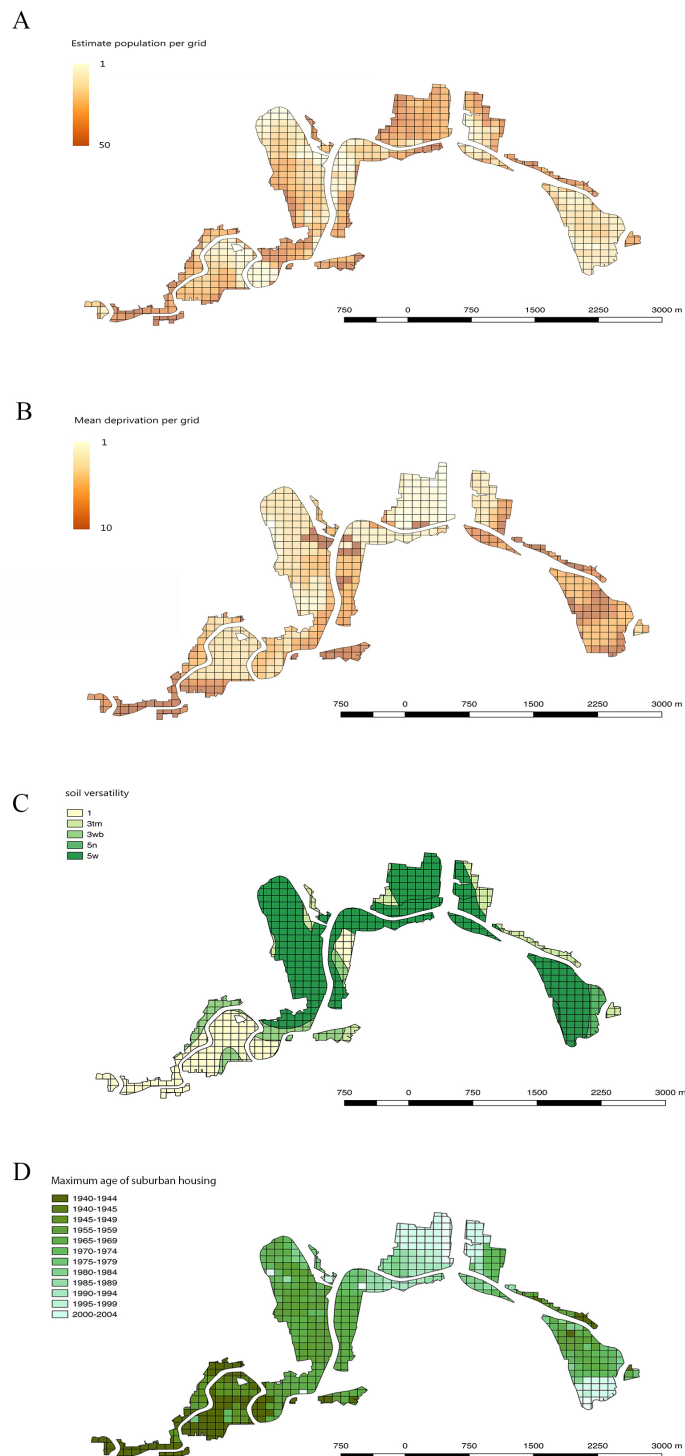 A
Estimate population per grid
1
50
750 0 750 1500 2250 3000 m
B
Mean deprivation per grid
1
10
750 0 750 1500 2250 3000 m
C
soil versatility
1
3tm
3wb
5n
5w
750 0 750 1500 2250 3000 m
D
Maximum age of suburban housing
1940-1944
1940-1945
1945-1949
1955-1959
1965-1969
1970-1974
1975-1979
1980-1984
1985-1989
1990-1994
1995-1999
2000-2004
750 0 750 1500 2250 3000 m